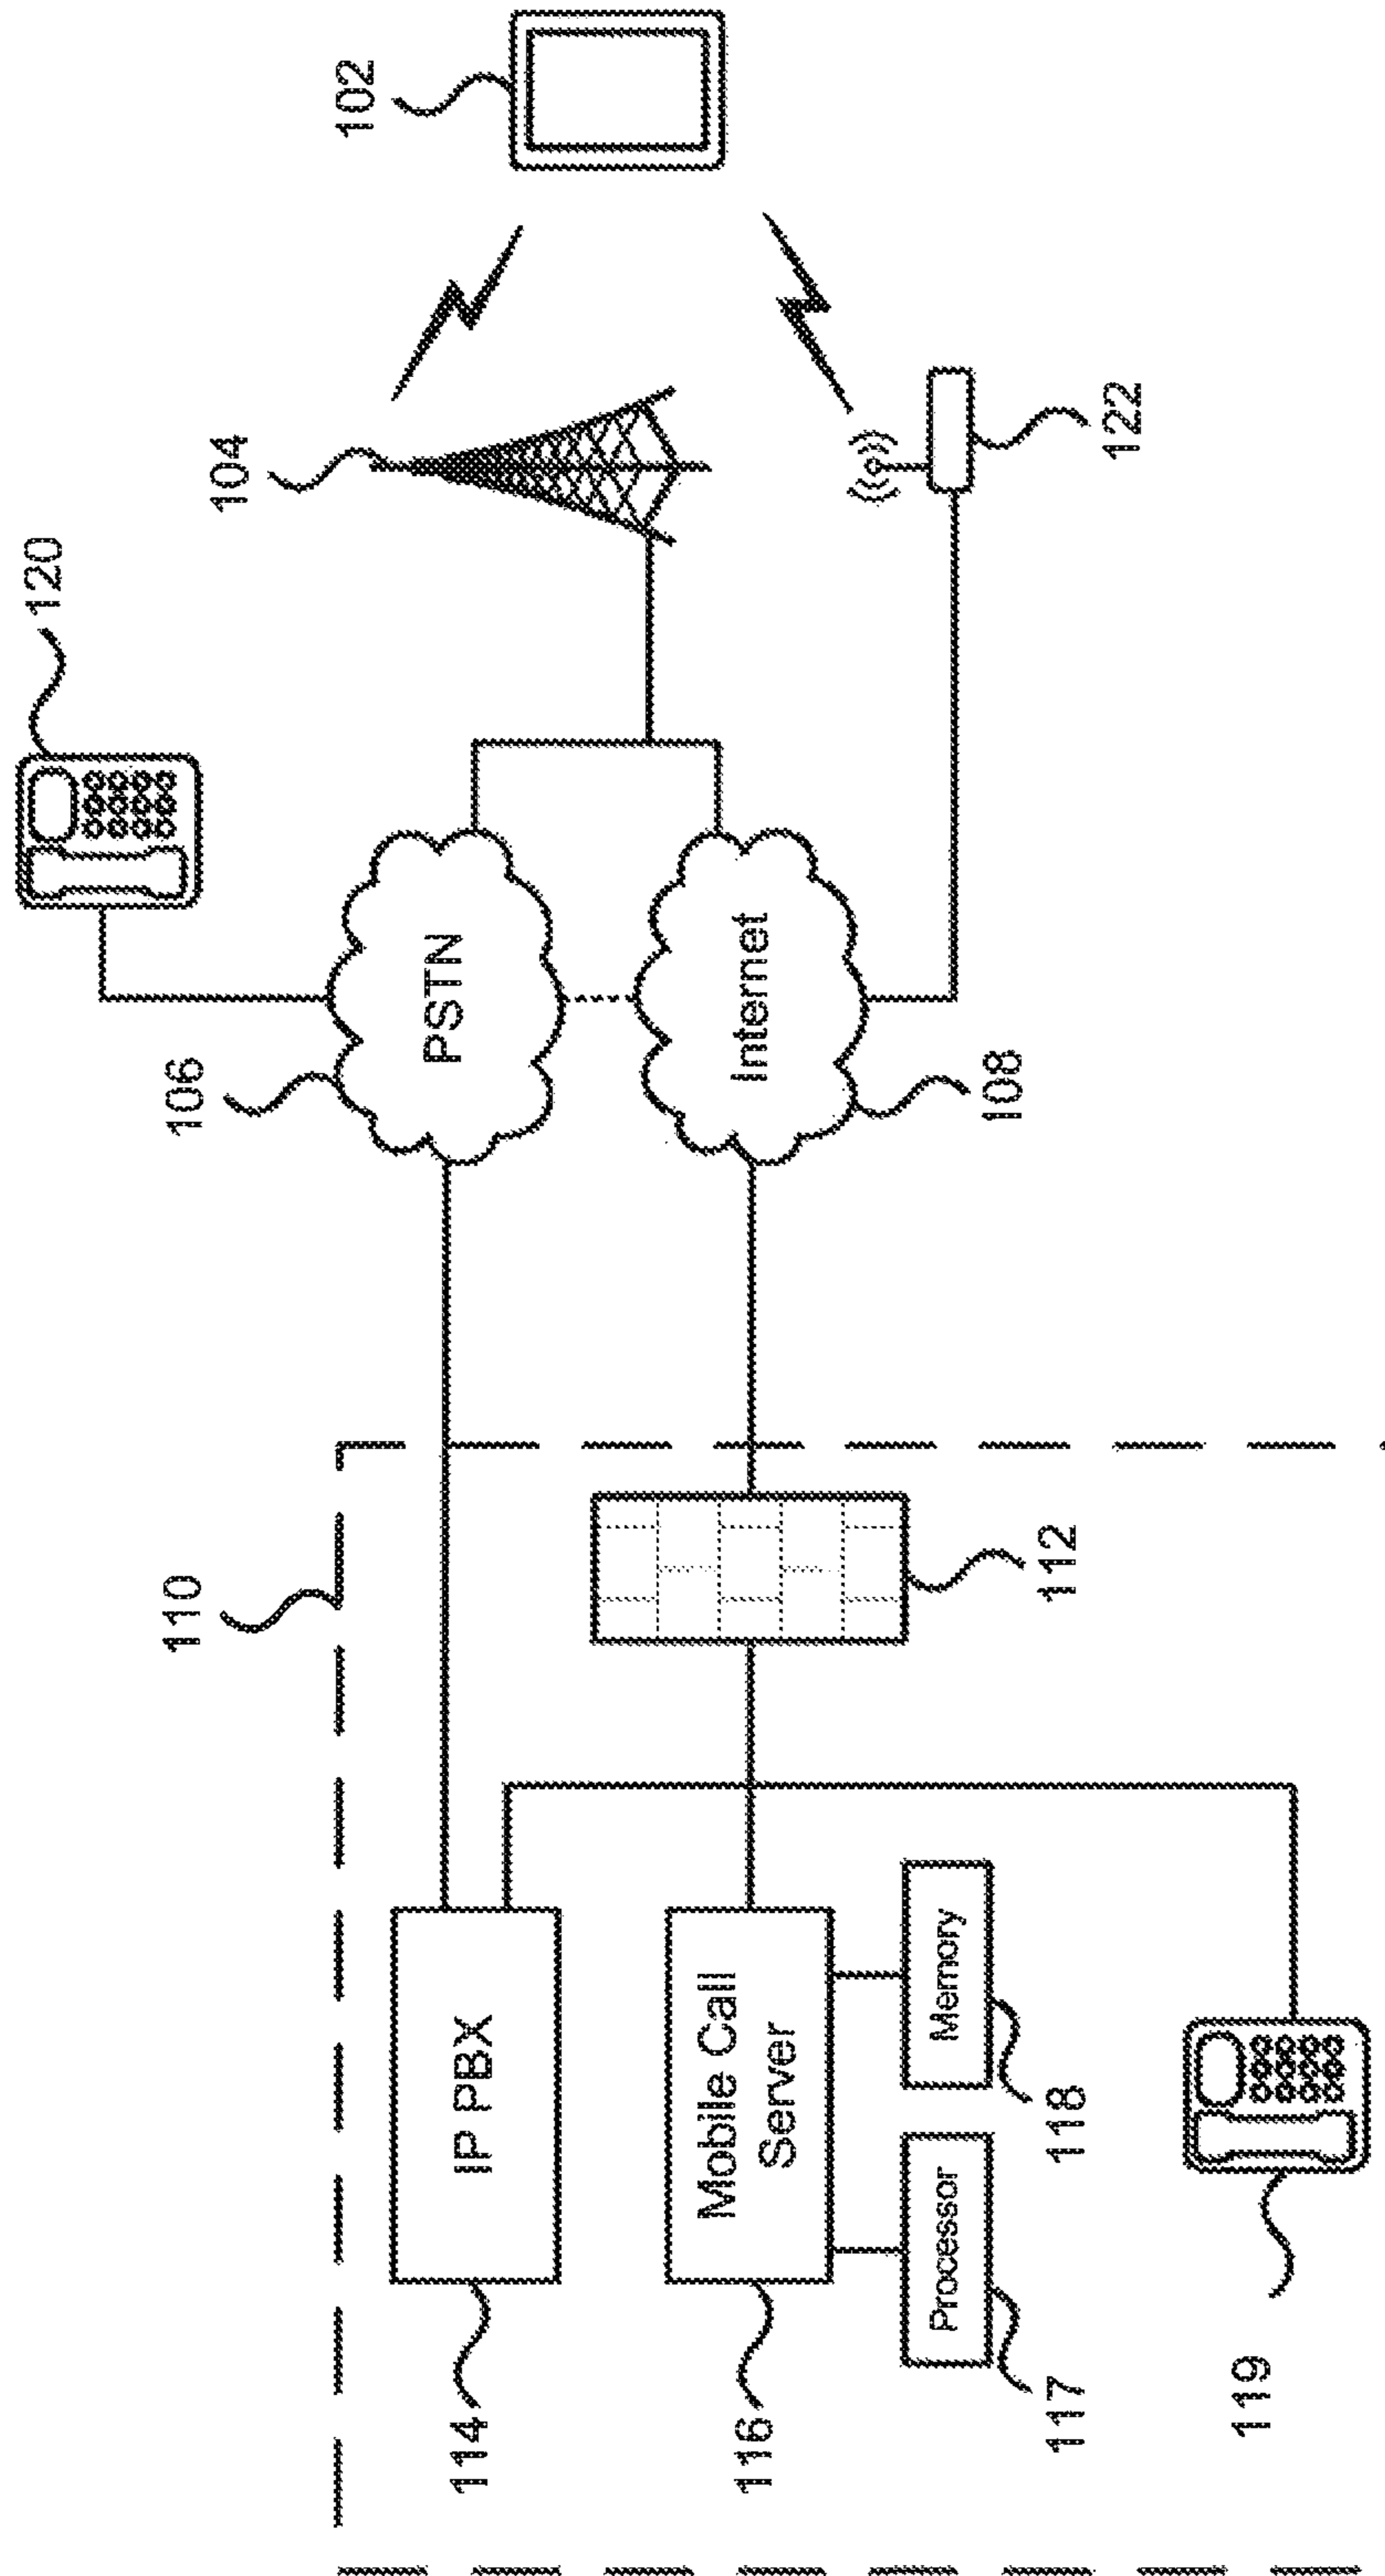 120
102
104
106
PSTN
110
114
IP PBX
Internet
108
122
112
116
Mobile Call
Server
Processor
Memory
117
118
119